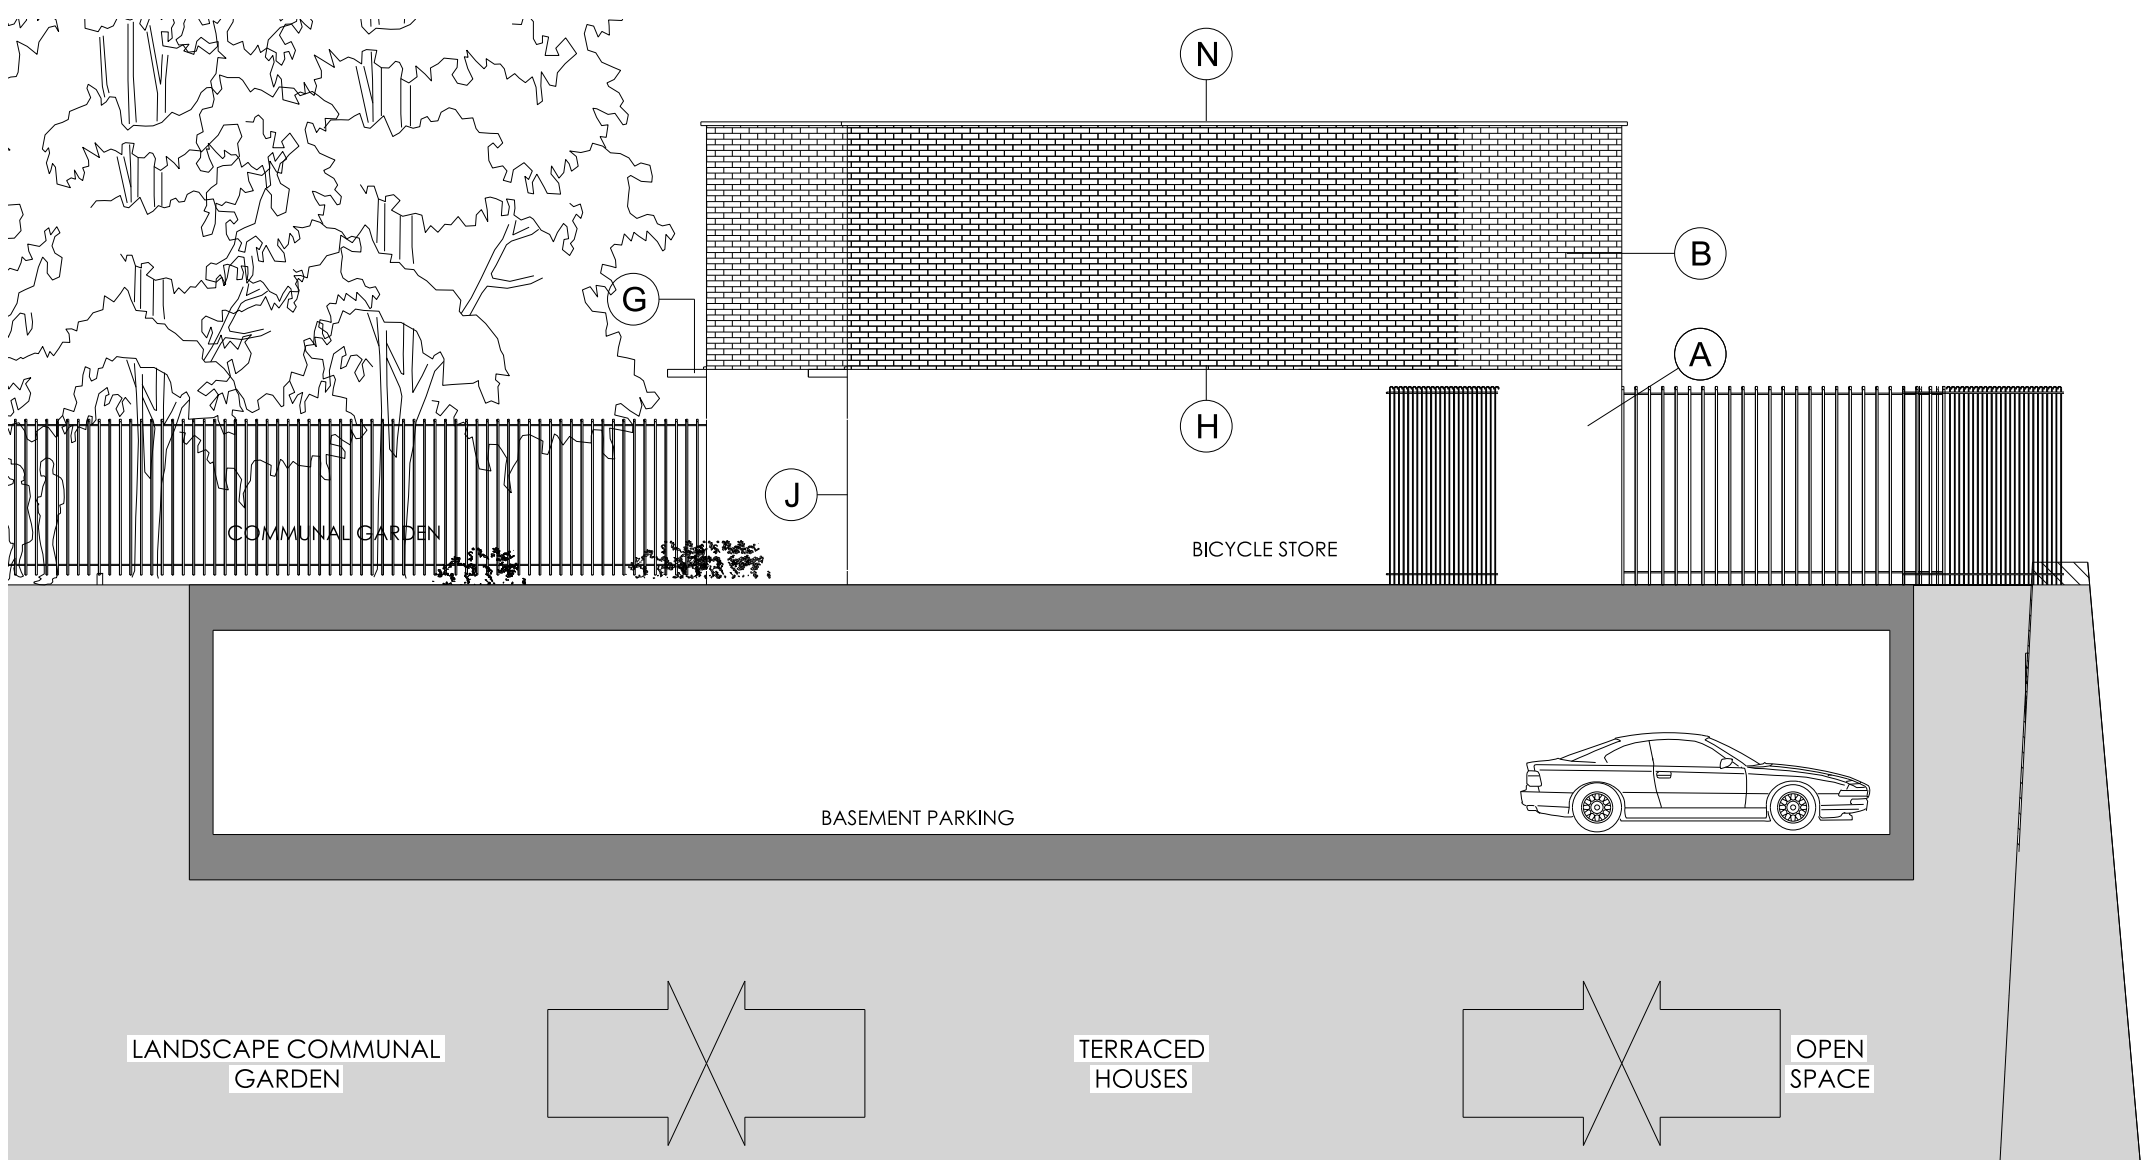 N
B
G
A
H
J
COMMUNAL GARDEN
BICYCLE STORE
BASEMENT PARKING
LANDSCAPE COMMUNAL
GARDEN
TERRACED
HOUSES
OPEN
SPACE